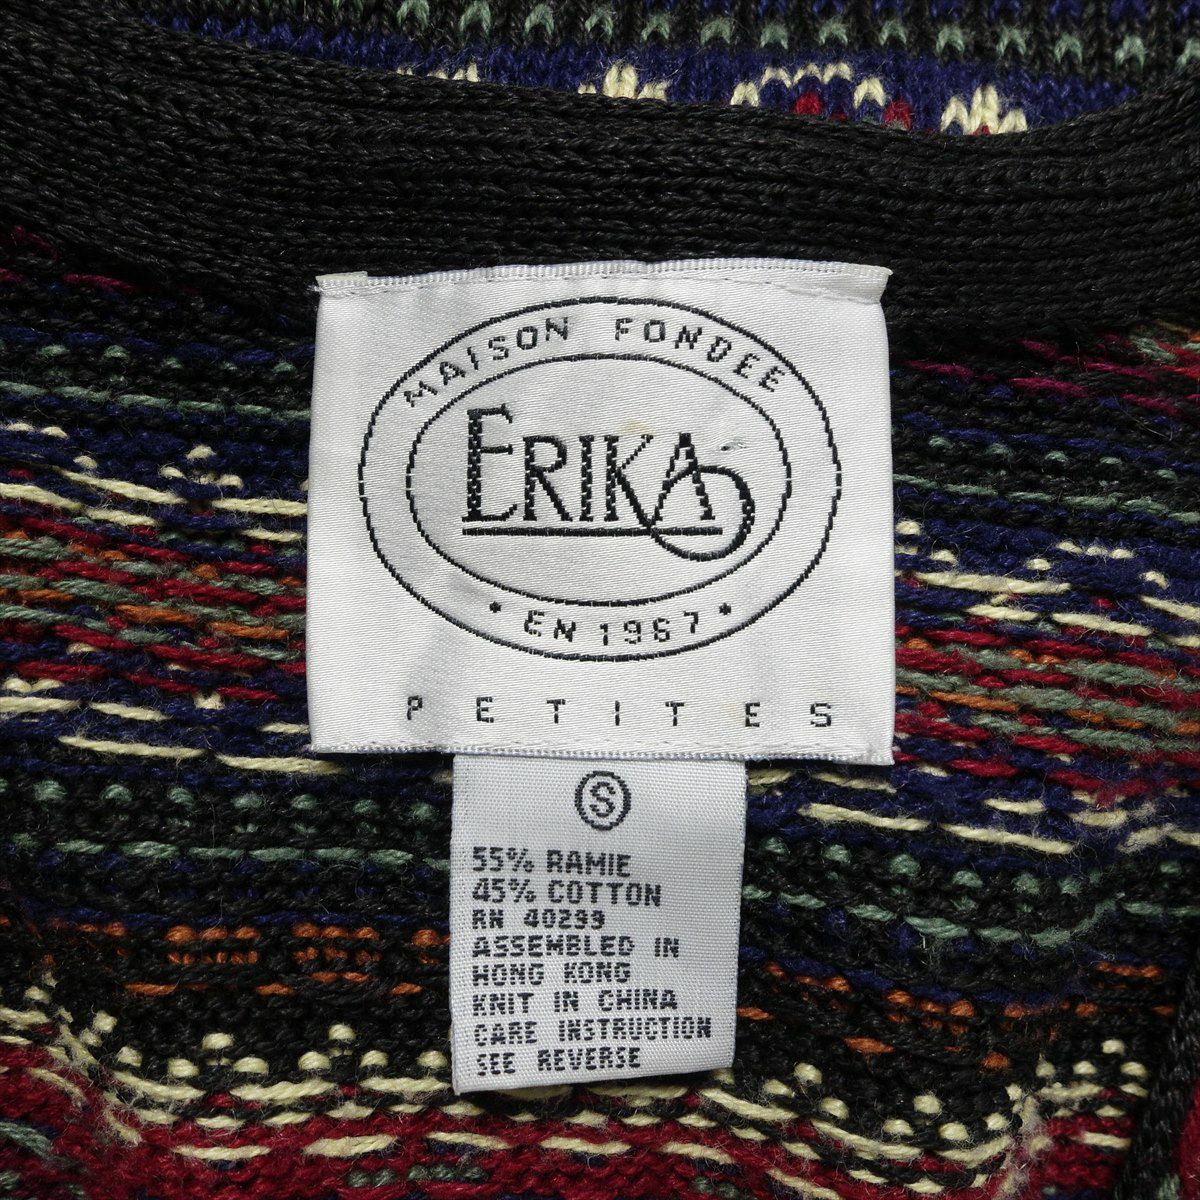 MAISON FONDEE
ERIKA
• EN 1967 •
PETITES
S
55% RAMIE
45% COTTON
RN 40299
ASSEMBLED IN
HONG KONG
KNIT IN CHINA
CARE INSTRUCTION
SEE REVERSE